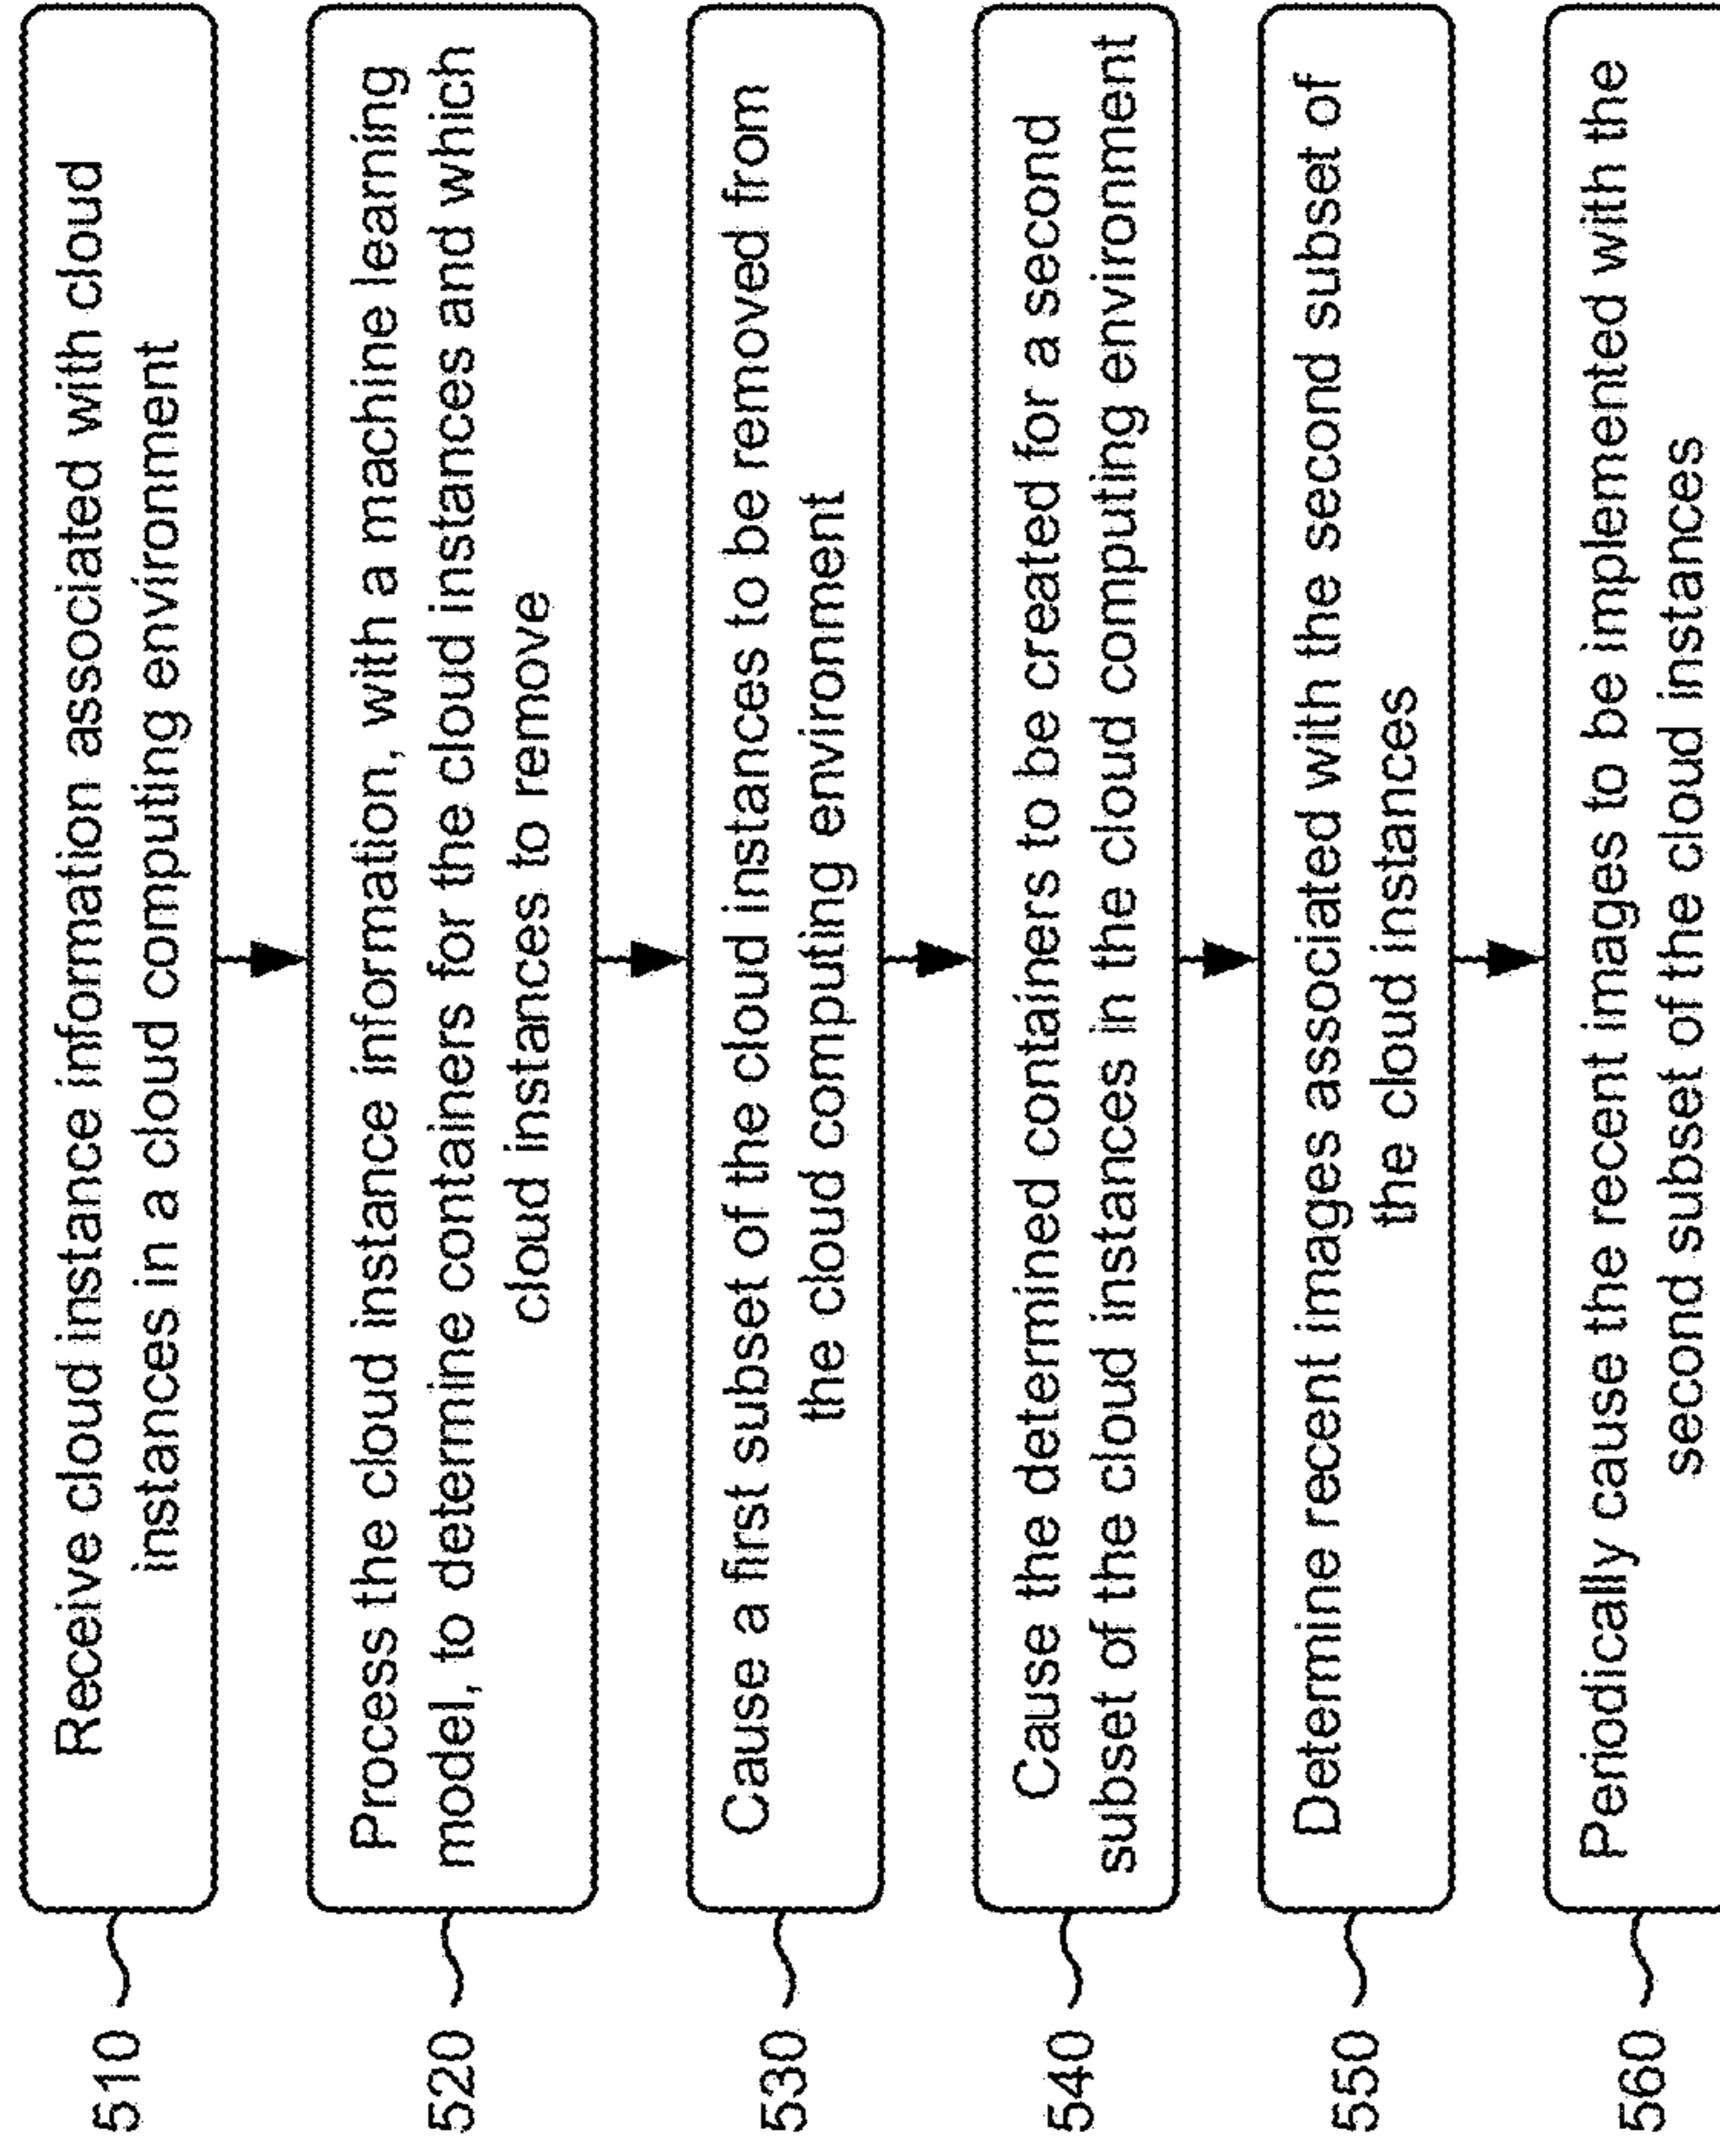 510
Receive cloud instance information associated with cloud
instances in a cloud computing environment
520
Process the cloud instance information, with a machine learning
model, to determine containers for the cloud instances and which
cloud instances to remove
530
Cause a first subset of the cloud instances to be removed from
the cloud computing environment
540
Cause the determined containers to be created for a second
subset of the cloud instances in the cloud computing environment
550
Determine recent images associated with the second subset of
the cloud instances
560
Periodically cause the recent images to be implemented with the
second subset of the cloud instances